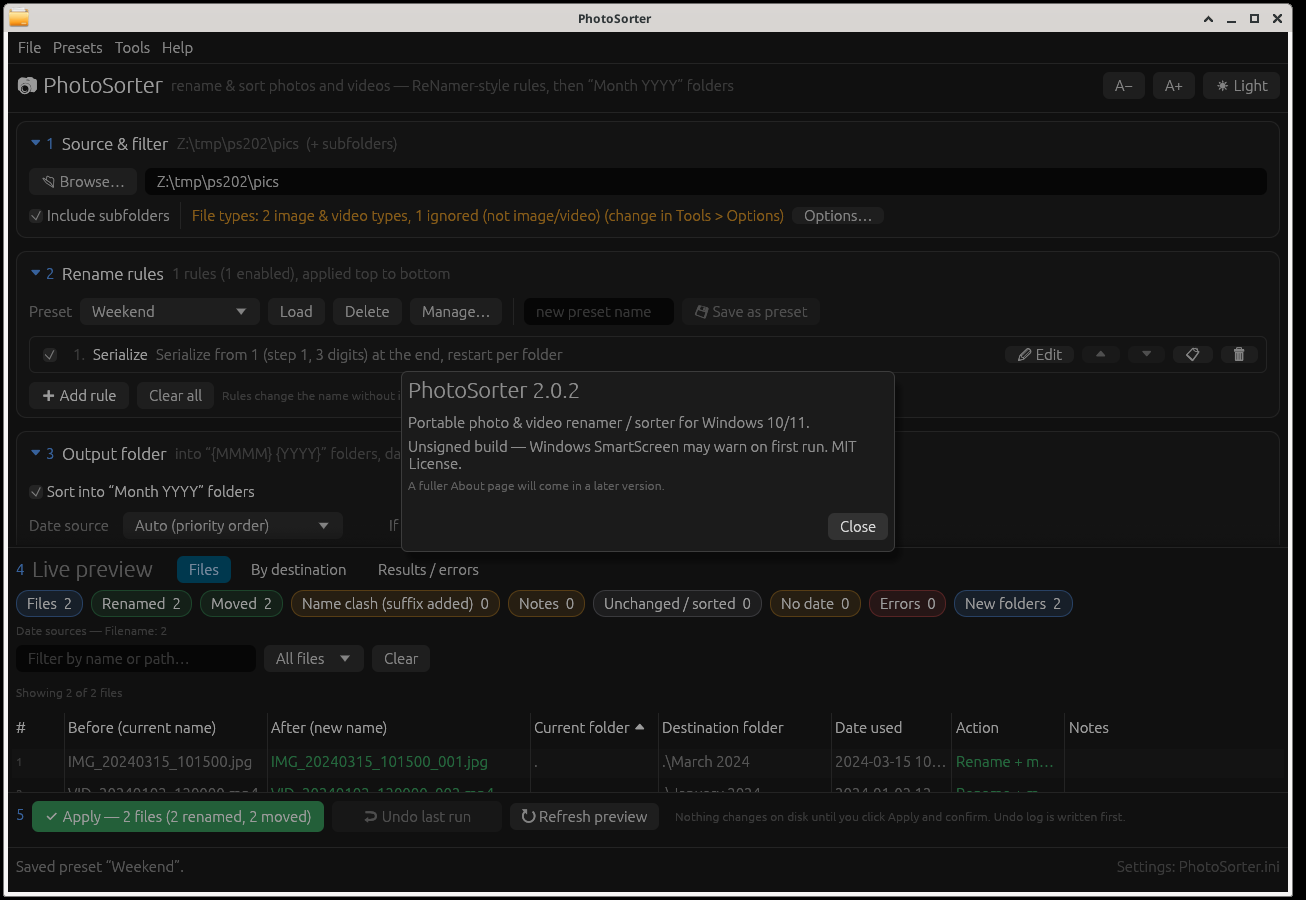 PhotoSorter
File Presets Tools Help
PhotoSorter rename & sort photos and videos — ReNamer-style rules, then “Month YYYY” folders A− A+ ☀ Light
1 Source & filter Z:\tmp\ps202\pics (+ subfolders)
Browse… Z:\tmp\ps202\pics
Include subfolders File types: 2 image & video types, 1 ignored (not image/video) (change in Tools > Options) Options…
2 Rename rules 1 rules (1 enabled), applied top to bottom
Preset Weekend Load Delete Manage… new preset name Save as preset
1. Serialize Serialize from 1 (step 1, 3 digits) at the end, restart per folder Edit
+ Add rule Clear all Rules change the name without
PhotoSorter 2.0.2
Portable photo & video renamer / sorter for Windows 10/11.
Unsigned build — Windows SmartScreen may warn on first run. MIT
License.
A fuller About page will come in a later version.
Close
3 Output folder into “{MMMM} {YYYY}” folders,
Sort into “Month YYYY” folders
Date source Auto (priority order) If
4 Live preview Files By destination Results / errors
Files 2 Renamed 2 Moved 2 Name clash (suffix added) 0 Notes 0 Unchanged / sorted 0 No date 0 Errors 0 New folders 2
Date sources — Filename: 2
Filter by name or path… All files Clear
Showing 2 of 2 files
# Before (current name) After (new name) Current folder Destination folder Date used Action Notes
1 IMG_20240315_101500.jpg IMG_20240315_101500_001.jpg . .\March 2024 2024-03-15 10… Rename + m…
5 Apply — 2 files (2 renamed, 2 moved) Undo last run Refresh preview Nothing changes on disk until you click Apply and confirm. Undo log is written first.
Saved preset “Weekend”. Settings: PhotoSorter.ini